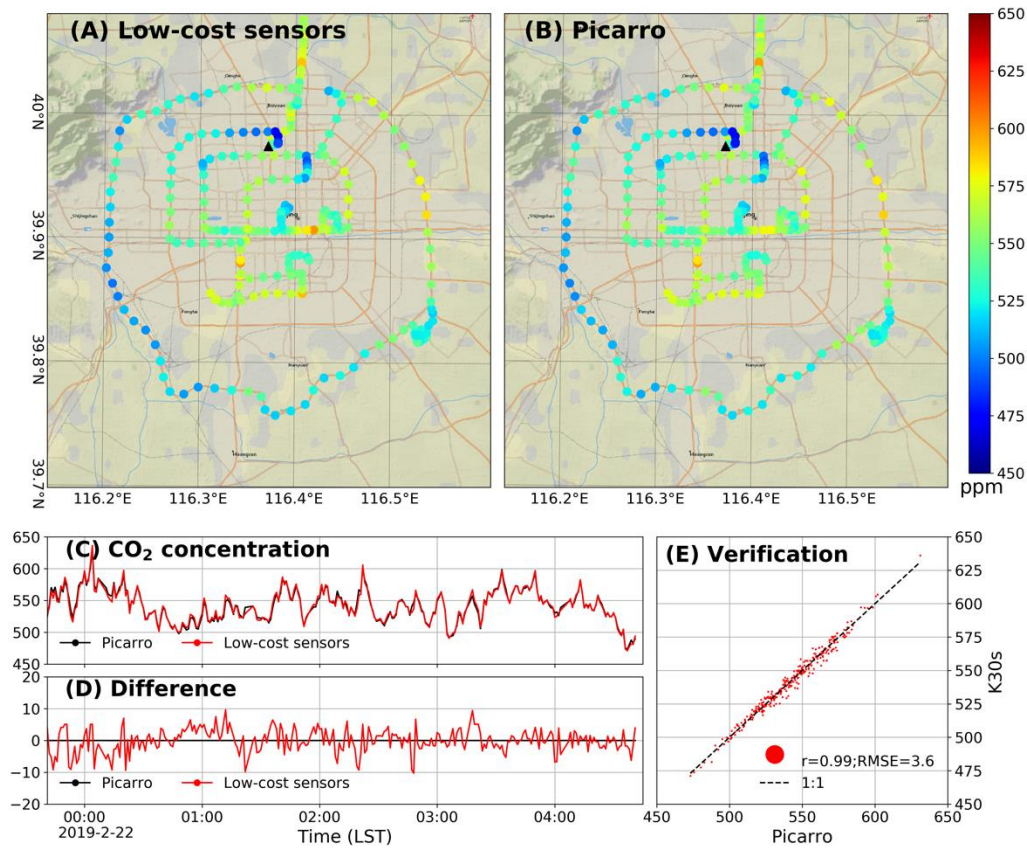 (A) Low-cost sensors
(B) Picarro
650
625
600
575
550
525
500
475
450
ppm
40°N
39.9°N
39.8°N
39.7°N
116.2°E 116.3°E 116.4°E 116.5°E
116.2°E 116.3°E 116.4°E 116.5°E
(C) CO₂ concentration
650
600
550
500
450
Picarro Low-cost sensors
(D) Difference
20
10
0
−10
−20
Picarro Low-cost sensors
00:00 01:00 02:00 03:00 04:00
2019-2-22
Time (LST)
(E) Verification
650
625
600
575
550
525
500
475
450
K30s
r=0.99;RMSE=3.6
1:1
450 500 550 600 650
Picarro